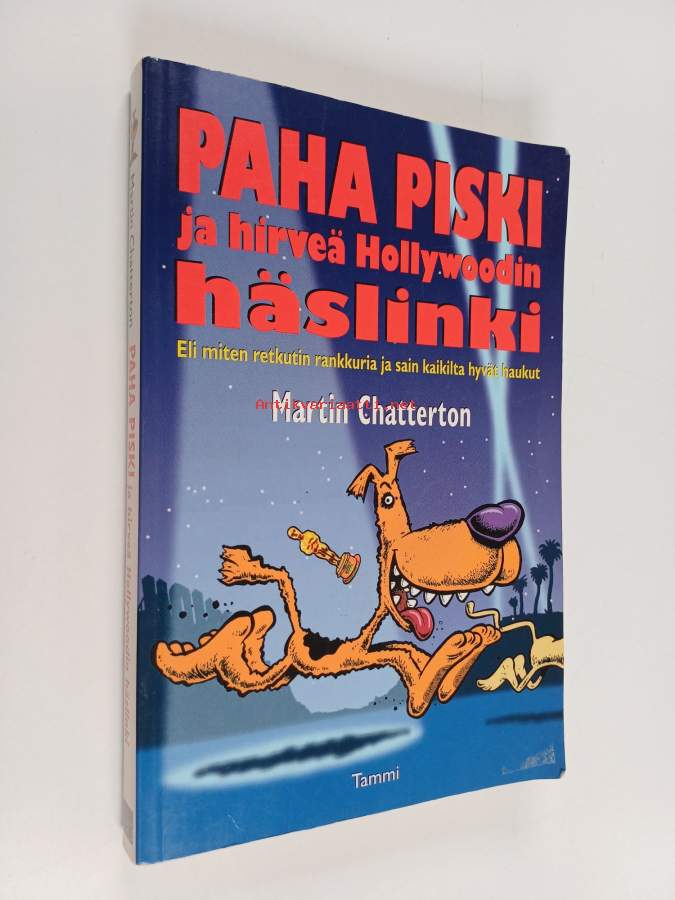 PAHA PISKI
ja hirveä Hollywoodin
häslinki
Eli miten retkutin rankkuria ja sain kaikilta hyvät haukut
Antikvariaatti.net
Martin Chatterton
Tammi
Martin Chatterton PAHA PISKI ja hirveä Hollywoodin häslinki